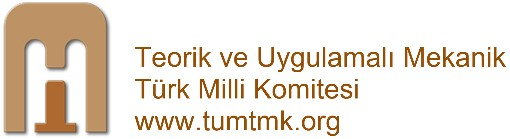 Teorik ve Uygulamalı Mekanik
Türk Milli Komitesi
www.tumtmk.org